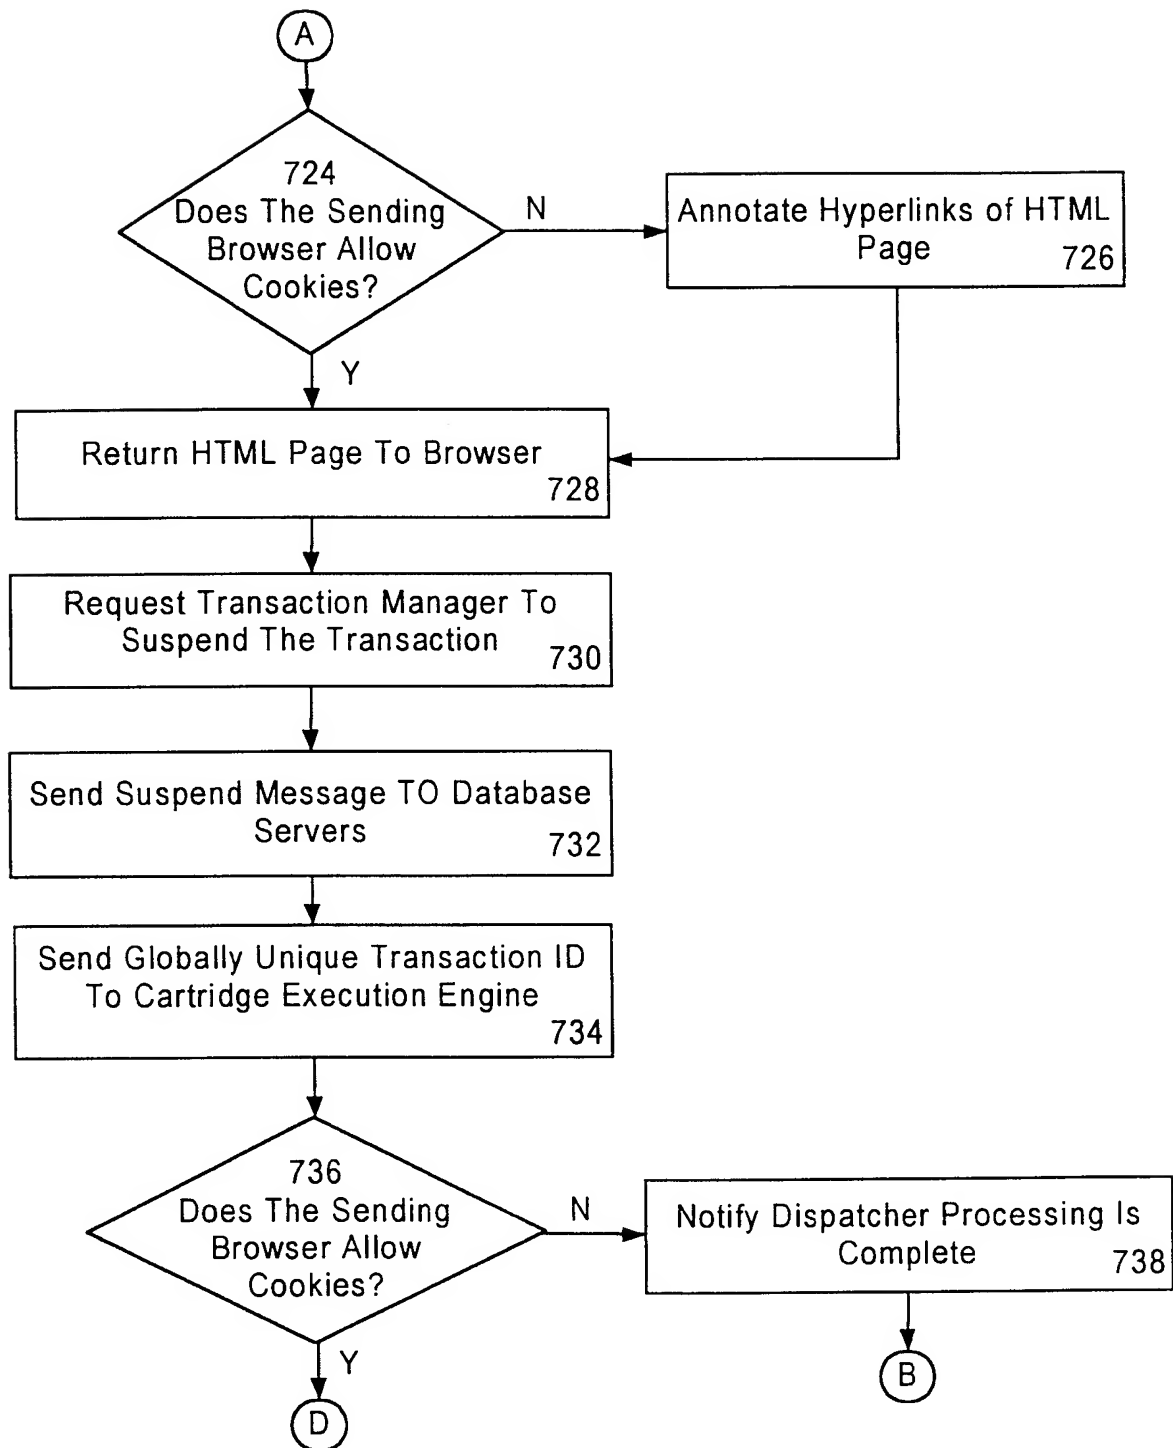 A
724
Does The Sending
Browser Allow
Cookies?
N
Annotate Hyperlinks of HTML
Page
726
Y
Return HTML Page To Browser
728
Request Transaction Manager To
Suspend The Transaction
730
Send Suspend Message TO Database
Servers
732
Send Globally Unique Transaction ID
To Cartridge Execution Engine
734
736
Does The Sending
Browser Allow
Cookies?
N
Notify Dispatcher Processing Is
Complete
738
Y
B
D